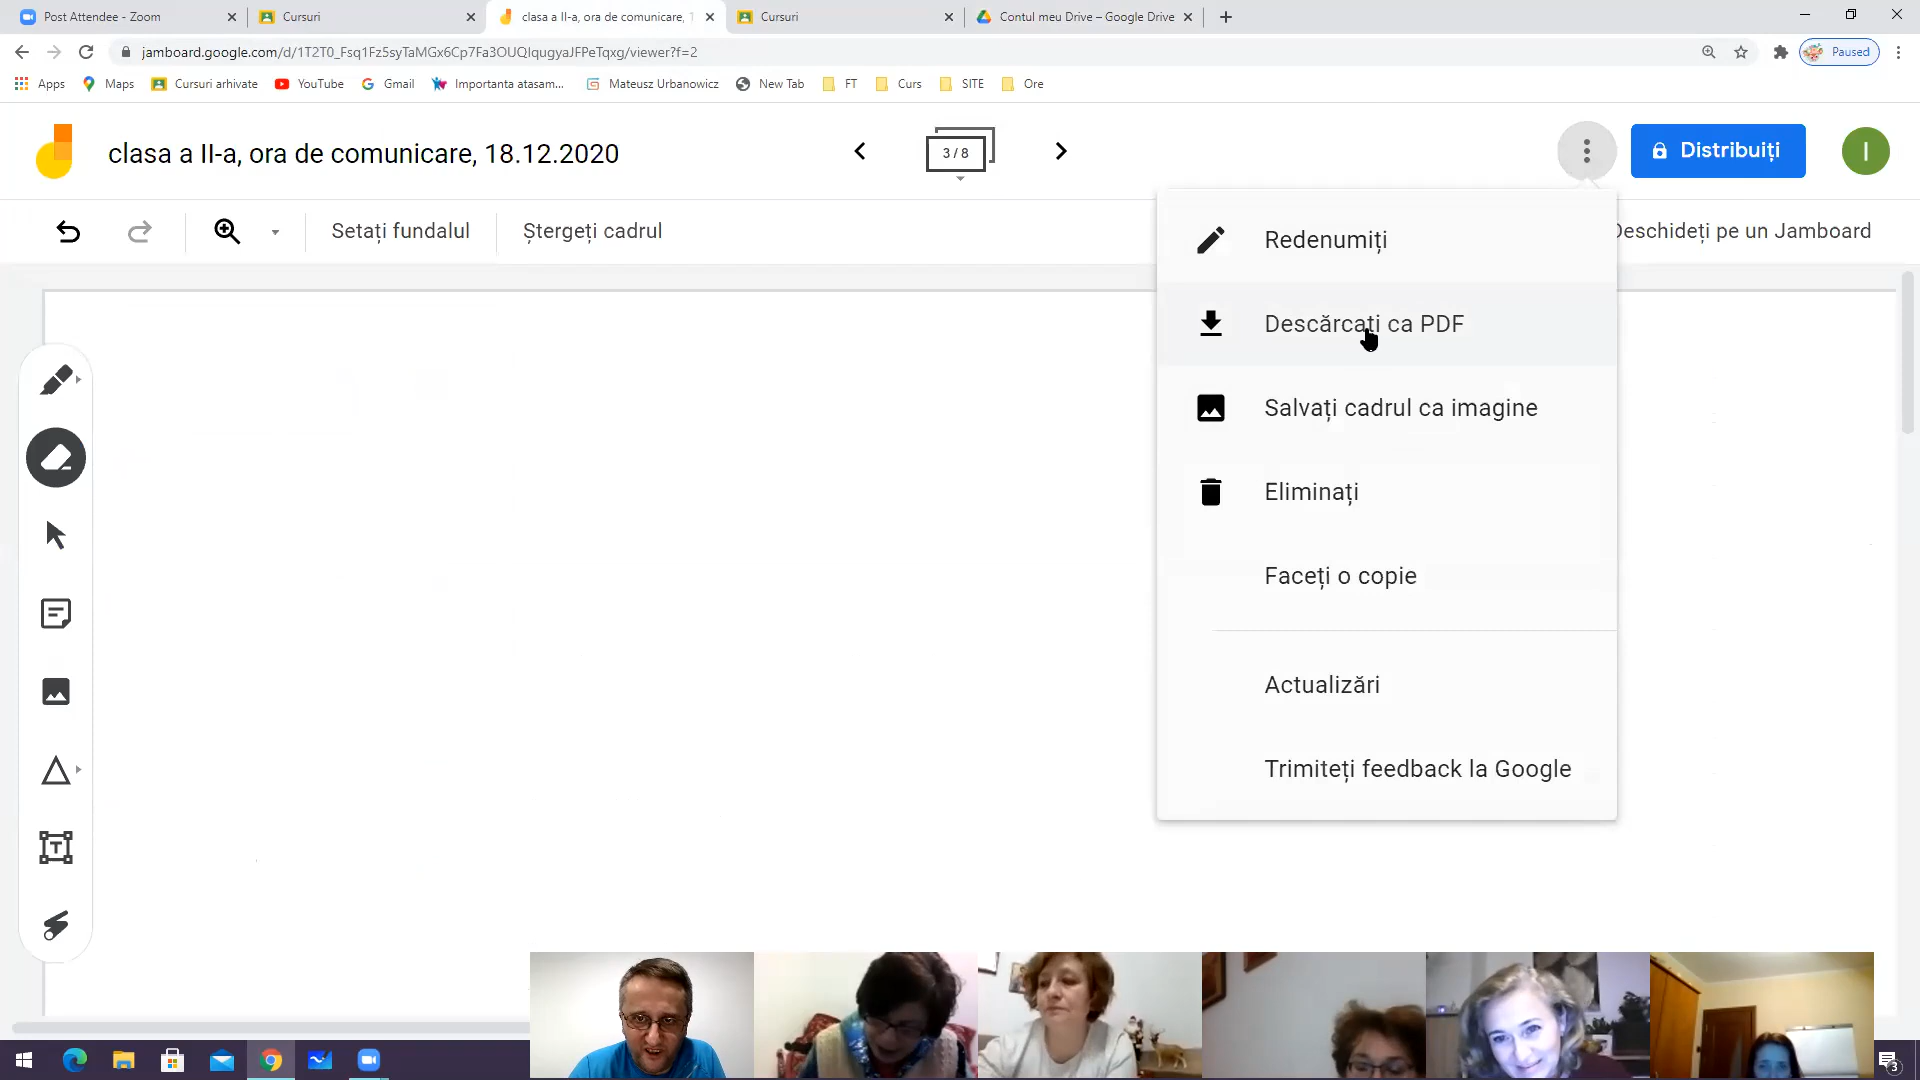 Post Attendee - Zoom
Cursuri
clasa a II-a, ora de comunicare, 1
Cursuri
Contul meu Drive – Google Drive
jamboard.google.com/d/1T2T0_Fsq1Fz5syTaMGx6Cp7Fa3OUQIqugyaJFPeTqxg/viewer?f=2
Paused
Apps
Maps
Cursuri arhivate
YouTube
Gmail
Importanta atasam...
Mateusz Urbanowicz
New Tab
FT
Curs
SITE
Ore
clasa a II-a, ora de comunicare, 18.12.2020
3 / 8
Distribuiți
I
Setați fundalul
Ștergeți cadrul
Deschideți pe un Jamboard
Redenumiți
Descărcați ca PDF
Salvați cadrul ca imagine
Eliminați
Faceți o copie
Actualizări
Trimiteți feedback la Google
T
3